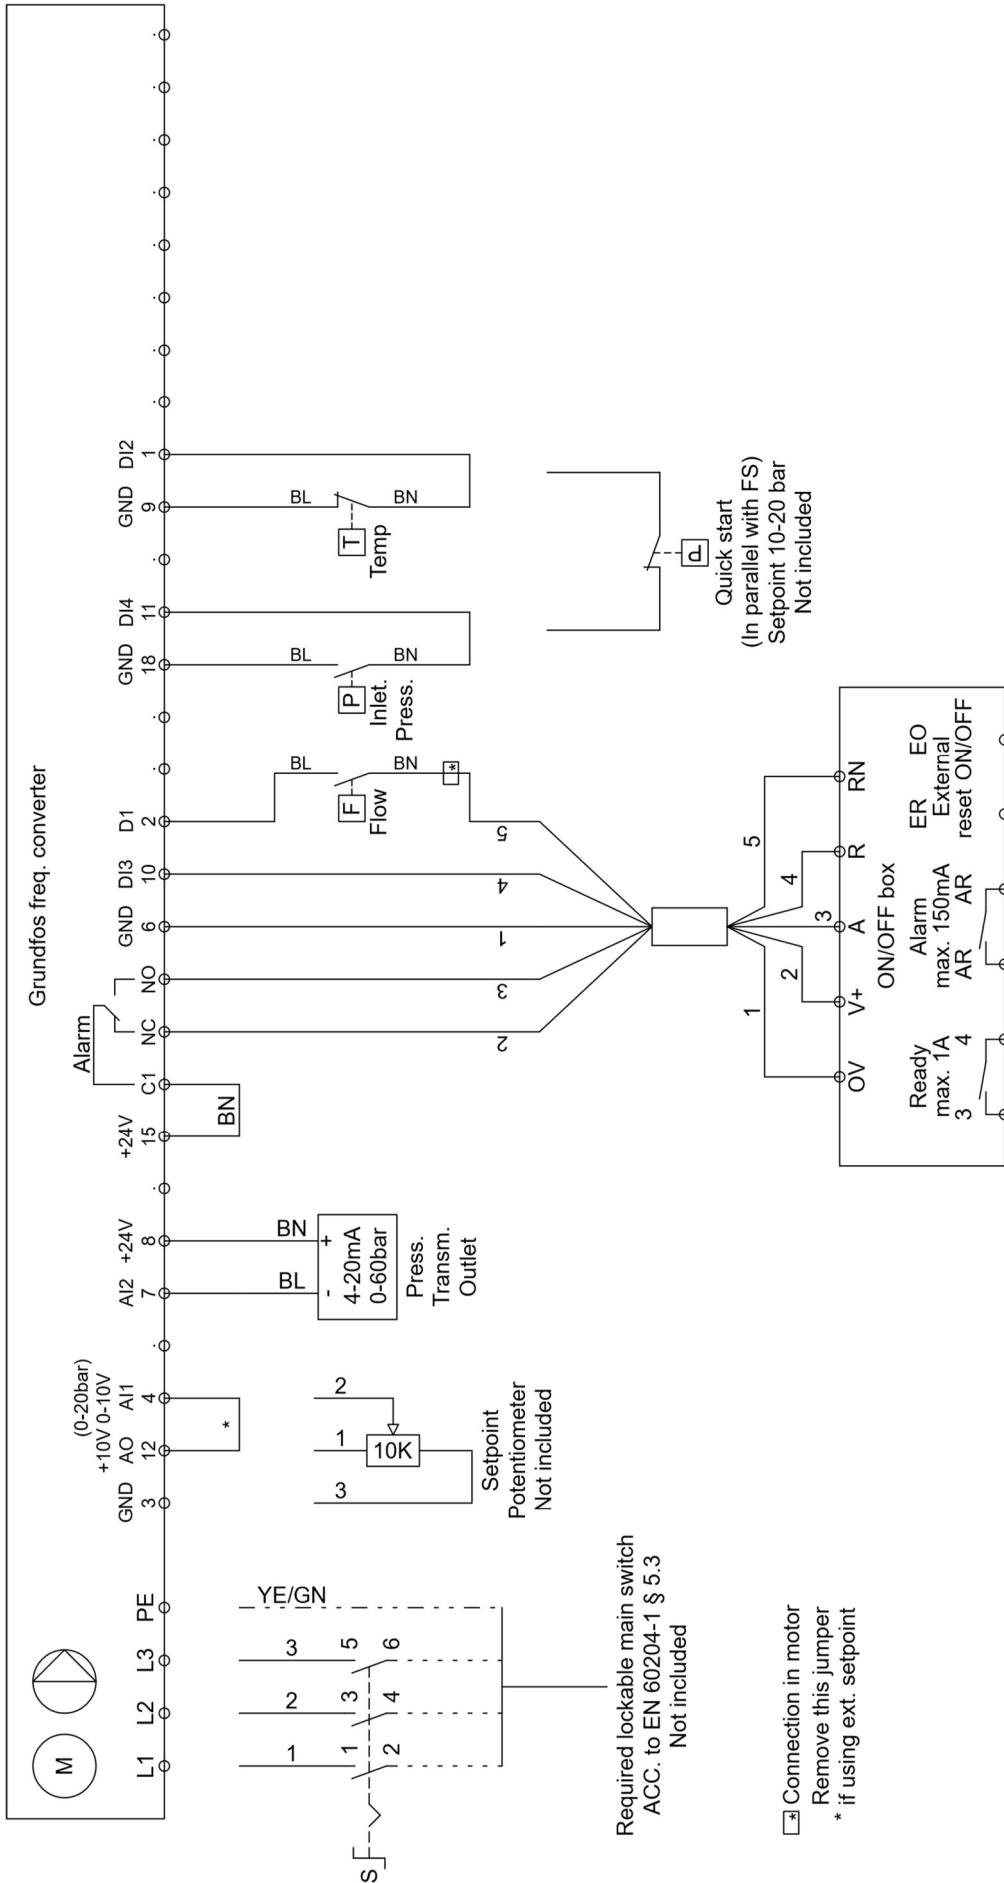 Grundfos freq. converter
M
L1
L2
L3
PE
GND
3
(0-20bar)
+10V 0-10V
AO
12
AI1
4
AI2
7
+24V
8
+24V
15
Alarm
C1
NC
NO
GND
6
DI3
10
D1
2
GND
18
DI4
11
GND
9
DI2
1
S
1
2
3
YE/GN
1
2
3
4
5
6
Required lockable main switch
ACC. to EN 60204-1 § 5.3
Not included
*
3
1
2
10K
Setpoint
Potentiometer
Not included
BL
BN
-
+
4-20mA
0-60bar
Press.
Transm.
Outlet
BN
2
3
1
4
5
BL
F
BN
Flow
*
BL
P
BN
Inlet.
Press.
BL
T
BN
Temp
P
Quick start
(In parallel with FS)
Setpoint 10-20 bar
Not included
1
2
3
4
5
OV
V+
A
R
RN
ON/OFF box
Ready
max. 1A
3
4
Alarm
max. 150mA
AR
AR
ER
EO
External
reset ON/OFF
* Connection in motor
Remove this jumper
* if using ext. setpoint